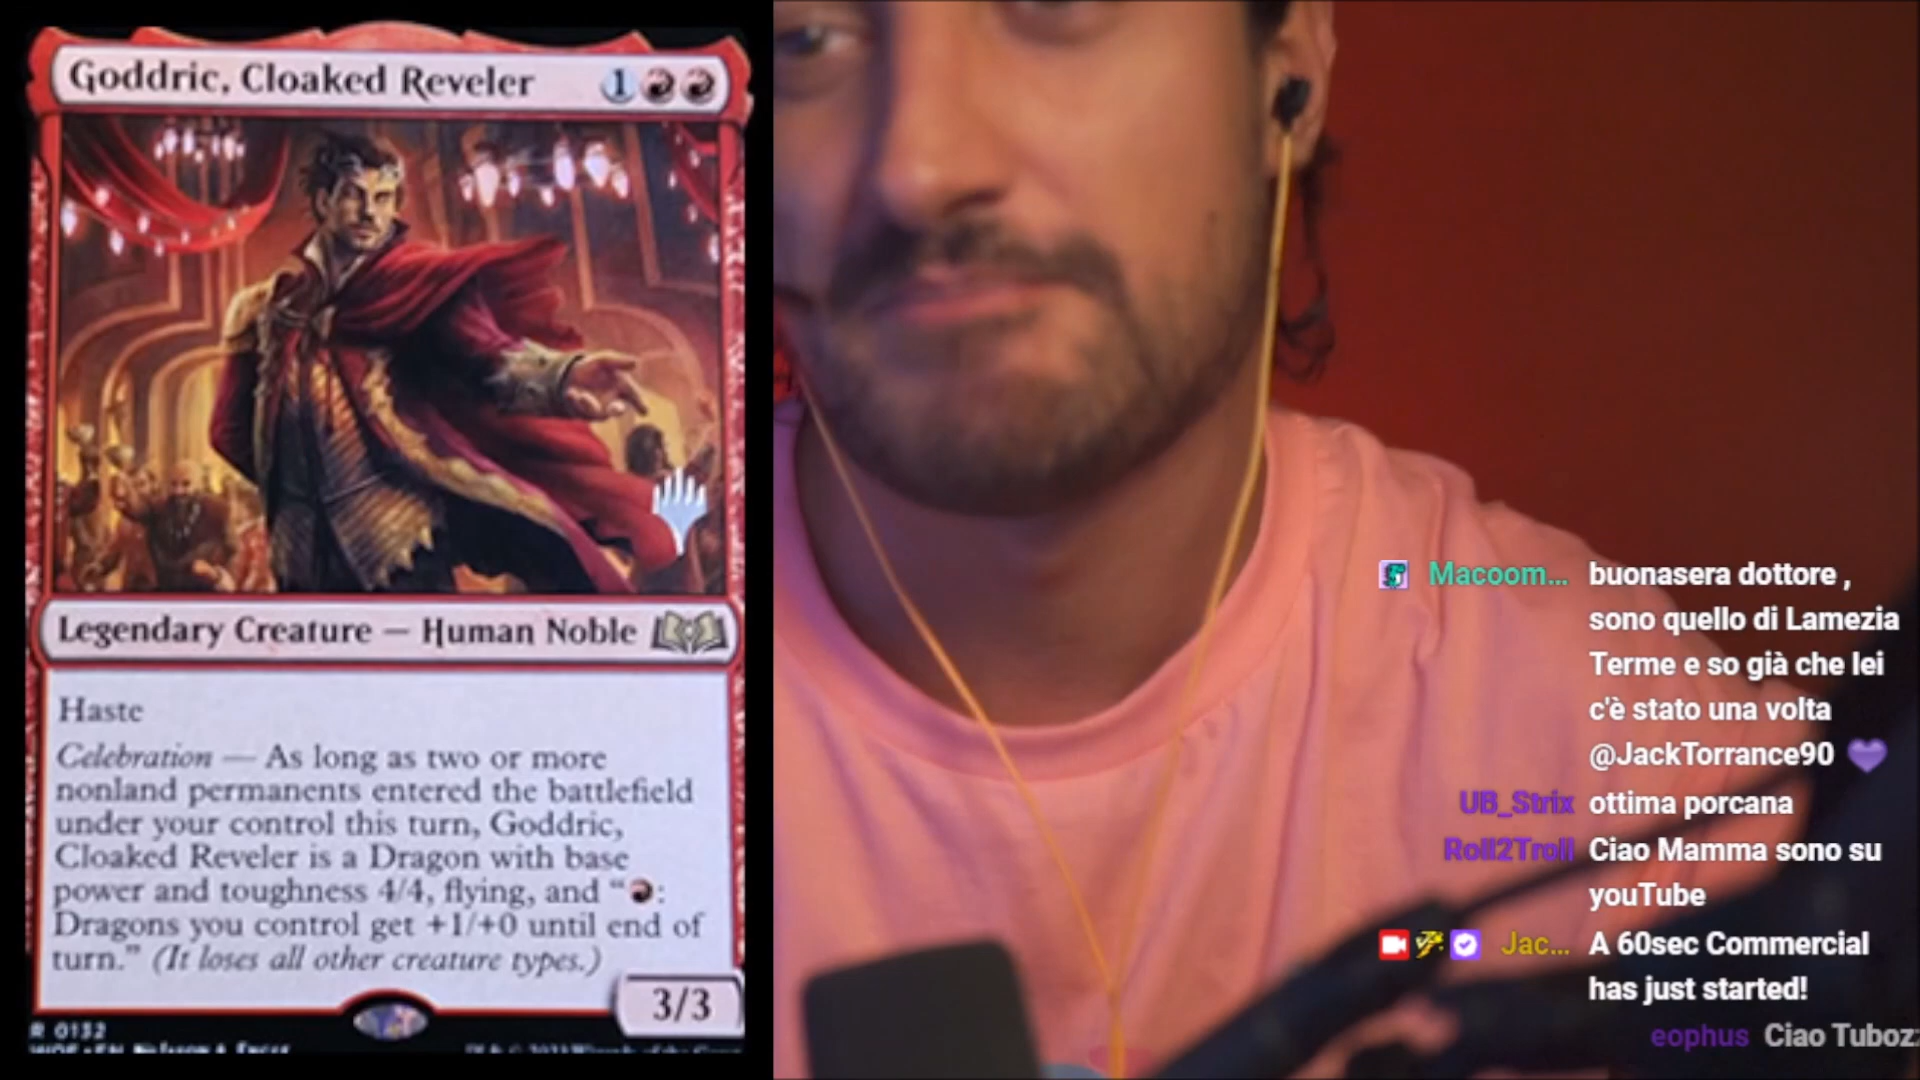 Goddric, Cloaked Reveler 1
Legendary Creature — Human Noble
Haste
Celebration — As long as two or more
nonland permanents entered the battlefield
under your control this turn, Goddric,
Cloaked Reveler is a Dragon with base
power and toughness 4/4, flying, and “ :
Dragons you control get +1/+0 until end of
turn.” (It loses all other creature types.)
3/3
R 0132
WOE • EN
Macoom... buonasera dottore ,
sono quello di Lamezia
Terme e so già che lei
c'è stato una volta
@JackTorrance90
UB_Strix ottima porcana
Roll2Troll Ciao Mamma sono su
youTube
Jac... A 60sec Commercial
has just started!
eophus Ciao Tuboz